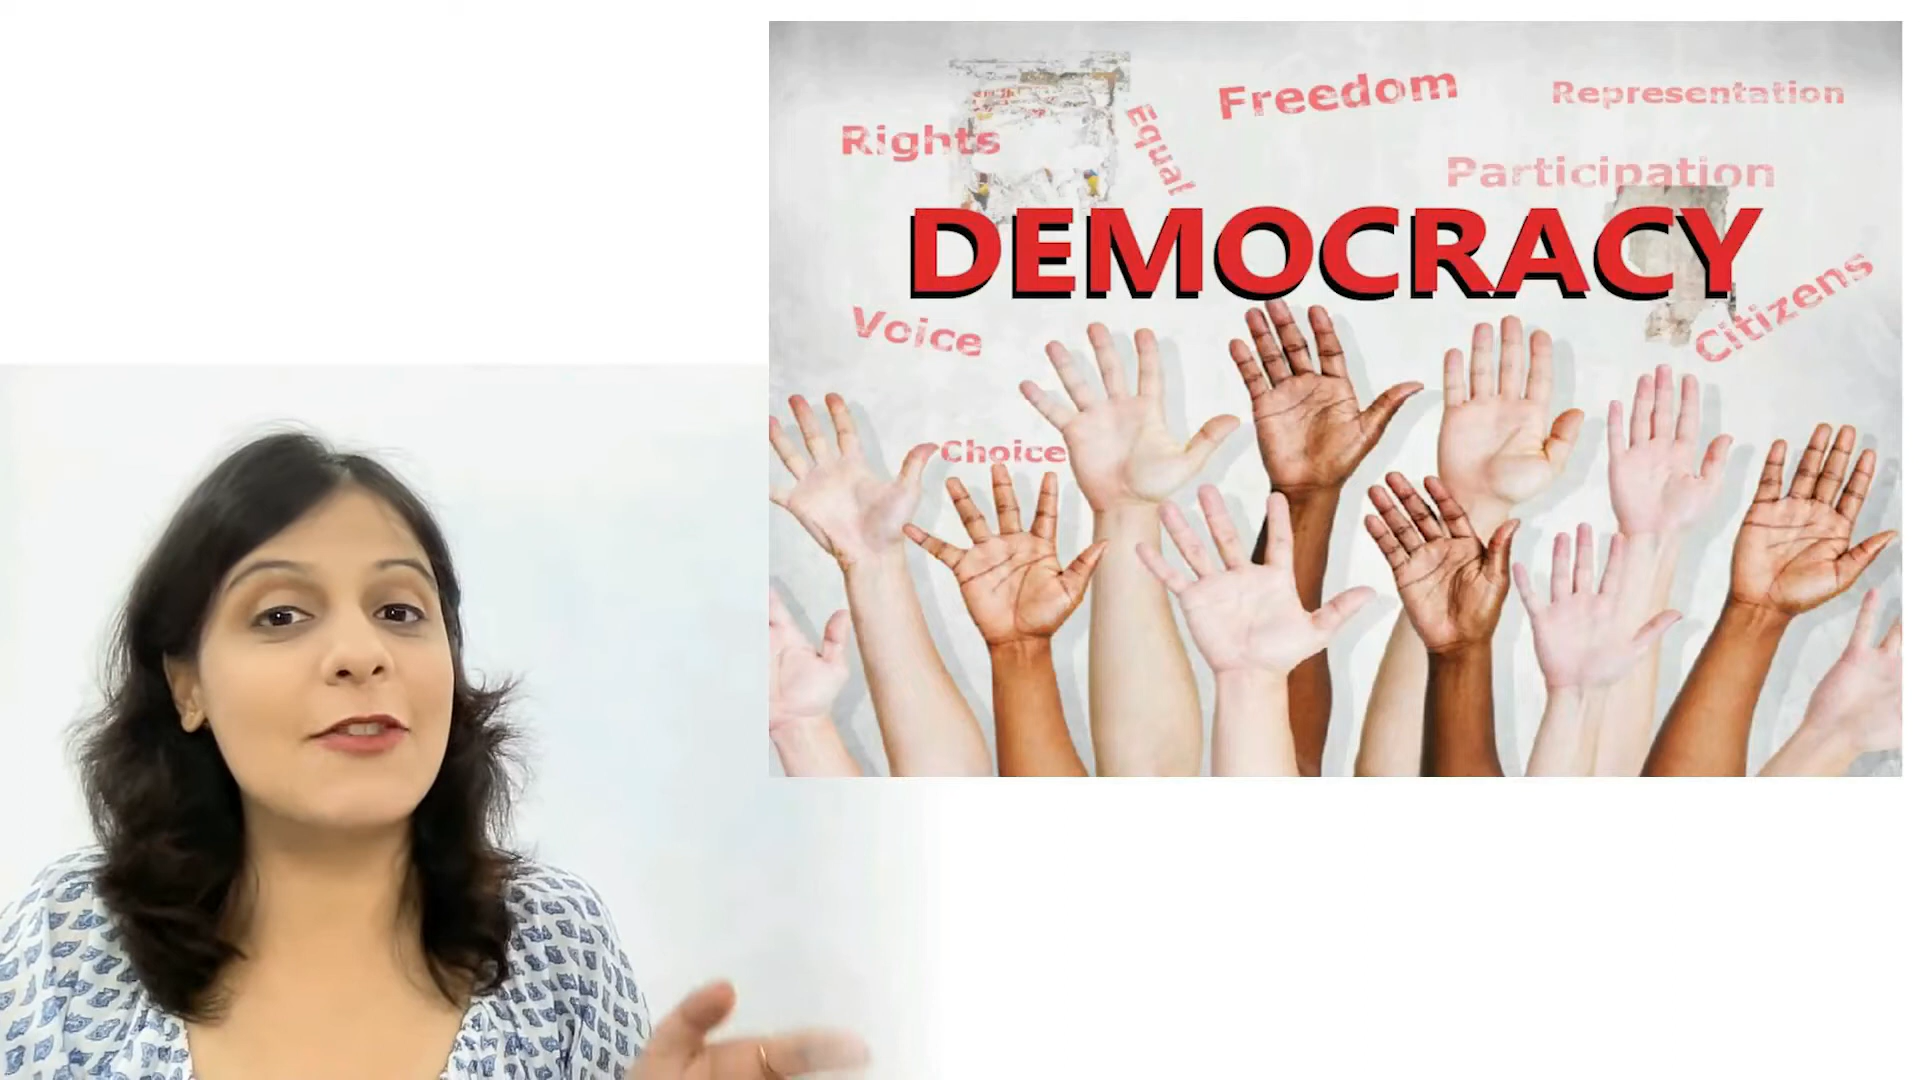 Freedom
Representation
Rights
Equal
Participation
DEMOCRACY
Citizens
Voice
Choice